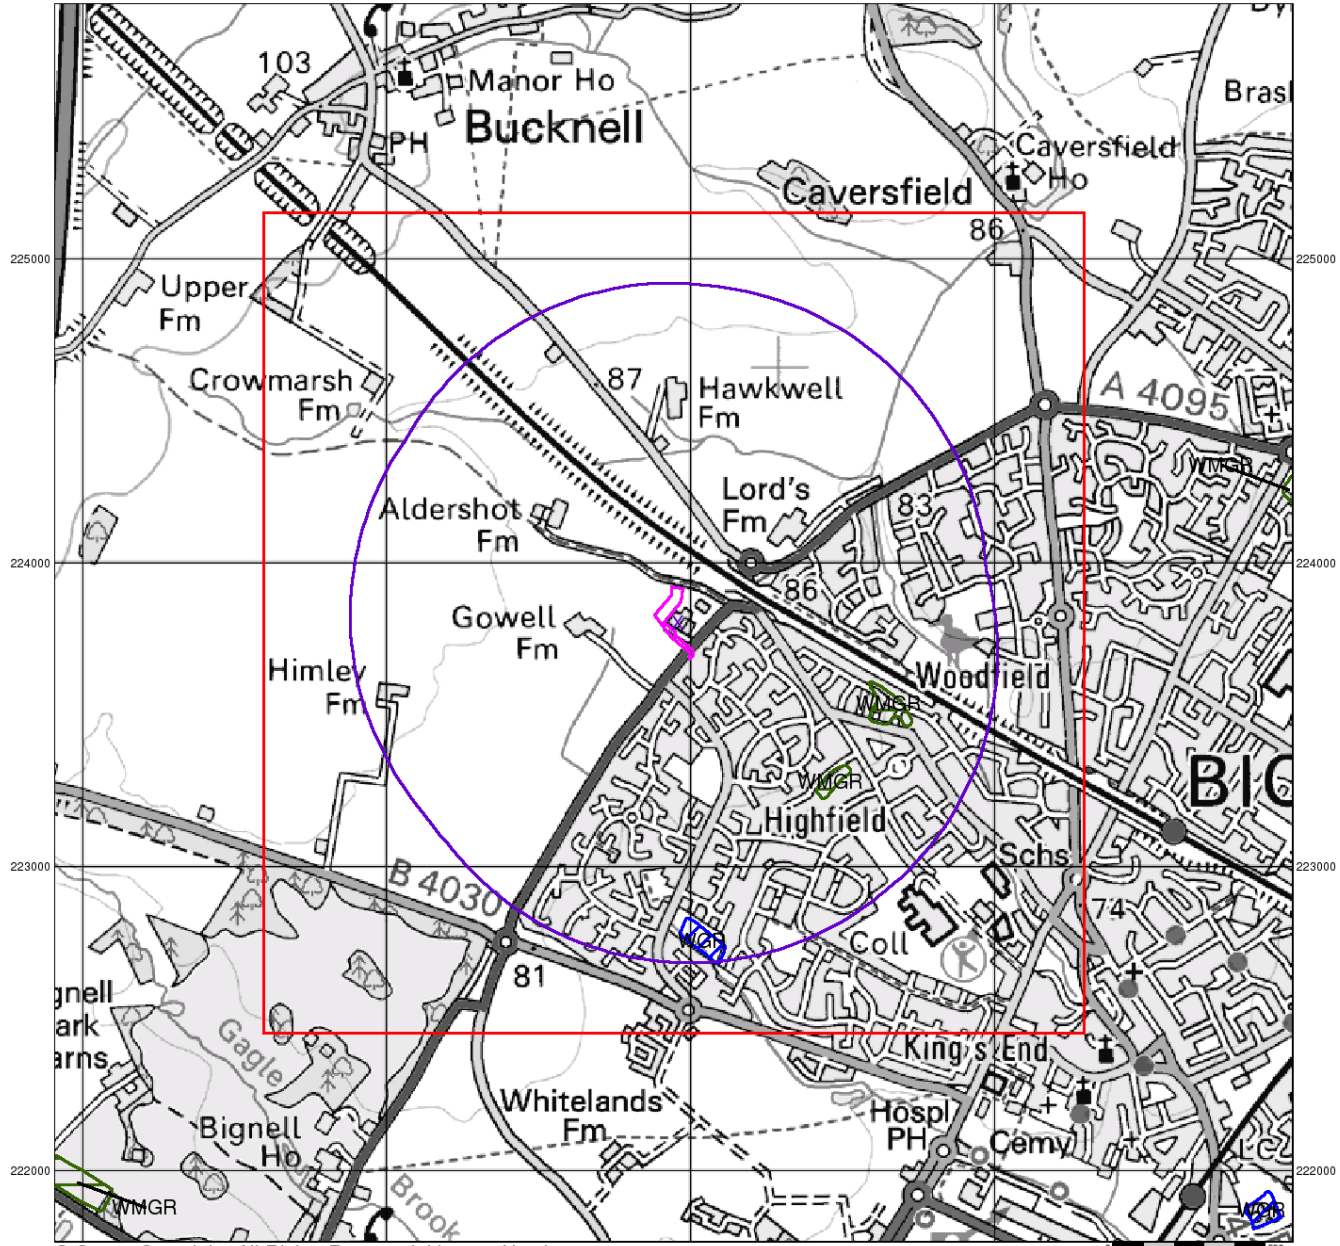 103
Manor Ho
Bucknell
PH
Brasl
Caversfield
Ho
Caversfield
86
225000
225000
Upper
Fm
Crowmarsh
Fm
87
Hawkwell
Fm
A 4095
WMGR
Lord's
Fm
83
Aldershot
Fm
224000
224000
86
Gowell
Fm
Himley
Fm
Woodfield
WMGR
WMGR
BIC
Highfield
223000
223000
Schs
B 4030
74
WGR
Coll
81
gnell
ark
arns
Gagle
King's End
Whitelands
Fm
Hospl
PH
Cemy
Bignell
Ho
LC
222000
222000
WMGR
Brook
WGR